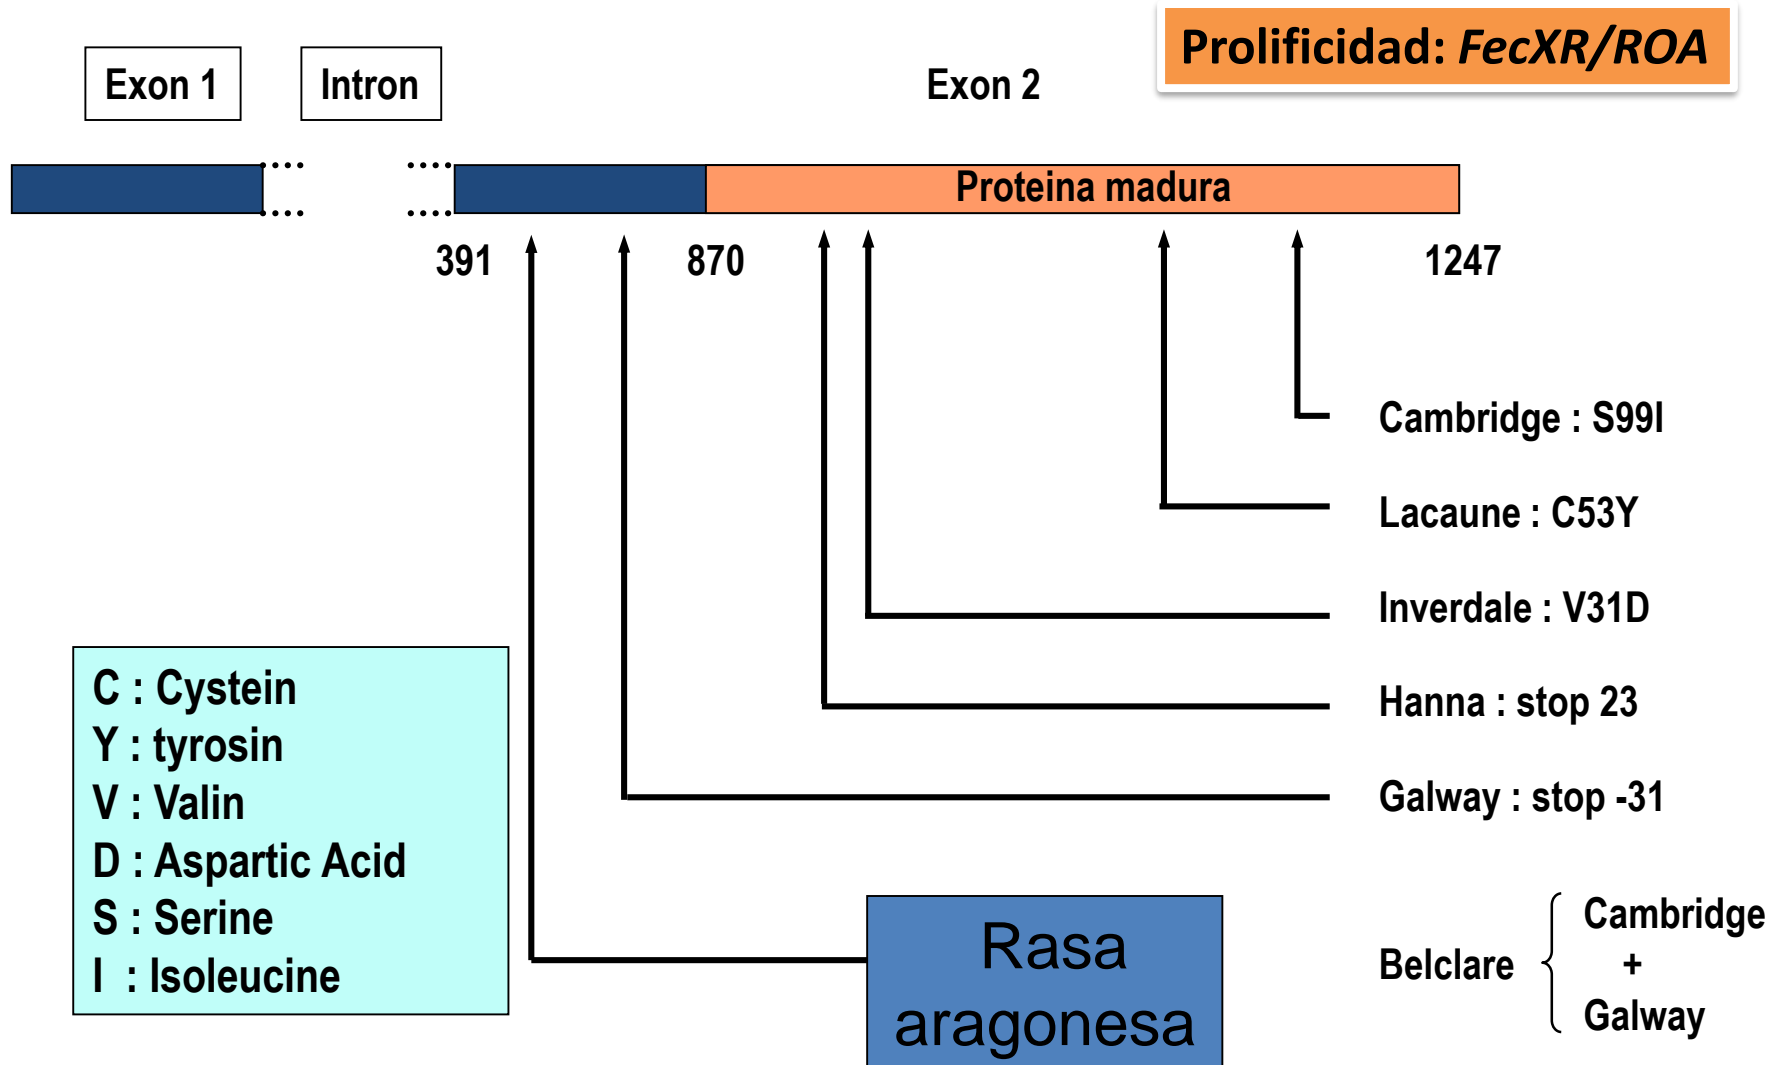 Prolificidad: FecXR/ROA
Exon 1
Intron
Exon 2
Proteina madura
391
870
1247
Cambridge : S99I
Lacaune : C53Y
Inverdale : V31D
Hanna : stop 23
Galway : stop -31
C : Cystein
Y : tyrosin
V : Valin
D : Aspartic Acid
S : Serine
I : Isoleucine
Rasa
aragonesa
Belclare
Cambridge
+
Galway